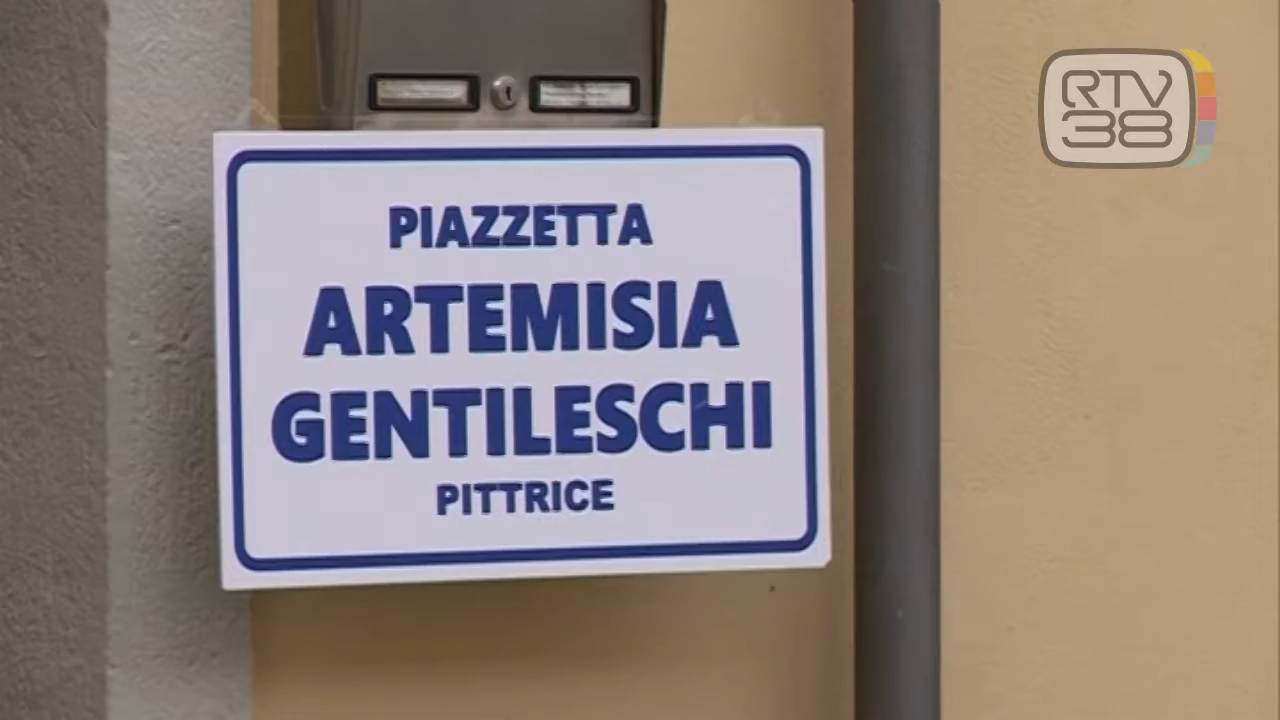 RTV
38
PIAZZETTA
ARTEMISIA
GENTILESCHI
PITTRICE